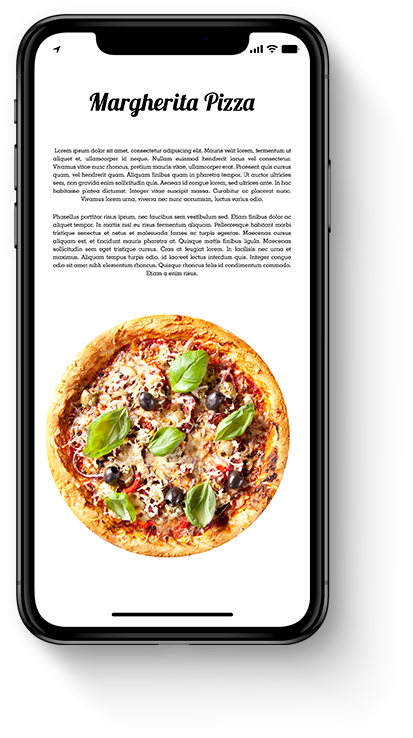 Margherita Pizza
Lorem ipsum dolor sit amet, consectetur adipiscing elit. Mauris velit lorem, fermentum ut
aliquet et, ullamcorper id neque. Nullam euismod hendrerit lacus vel consectetur.
Vivamus vitae nunc rhoncus, pretium mauris vitae, ullamcorper erat. Praesent cursus quis
quam, vel hendrerit quam. Aliquam finibus quam in tempor tempus. Ut auctor ultricies
sem, non gravida enim sollicitudin quis. Aenean id congue lorem, sed ultrices ante. In hac
habitasse platea dictumst. Integer vitae suscipit massa. Curabitur ac placerat nunc.
Vivamus lorem urna, viverra nec nunc accumsan, luctus varius odio.
Phasellus porttitor risus ipsum, nec faucibus sem vestibulum sed. Etiam finibus dolor ac
aliquet tempor. In mattis nisl eu risus fermentum aliquam. Pellentesque habitant morbi
tristique senectus et netus et malesuada fames ac turpis egestas. Maecenas cursus
aliquam est, et tincidunt mauris pharetra at. Quisque mattis finibus ligula. Maecenas
sollicitudin sem eget tristique cursus. Cras at feugiat lorem. In facilisis nec urna et
maximus. Aliquam tempus turpis odio, id laoreet lectus interdum quis. Integer congue
odio sit amet nibh elementum rhoncus. Quisque rhoncus felis id condimentum commodo.
Etiam a enim risus.